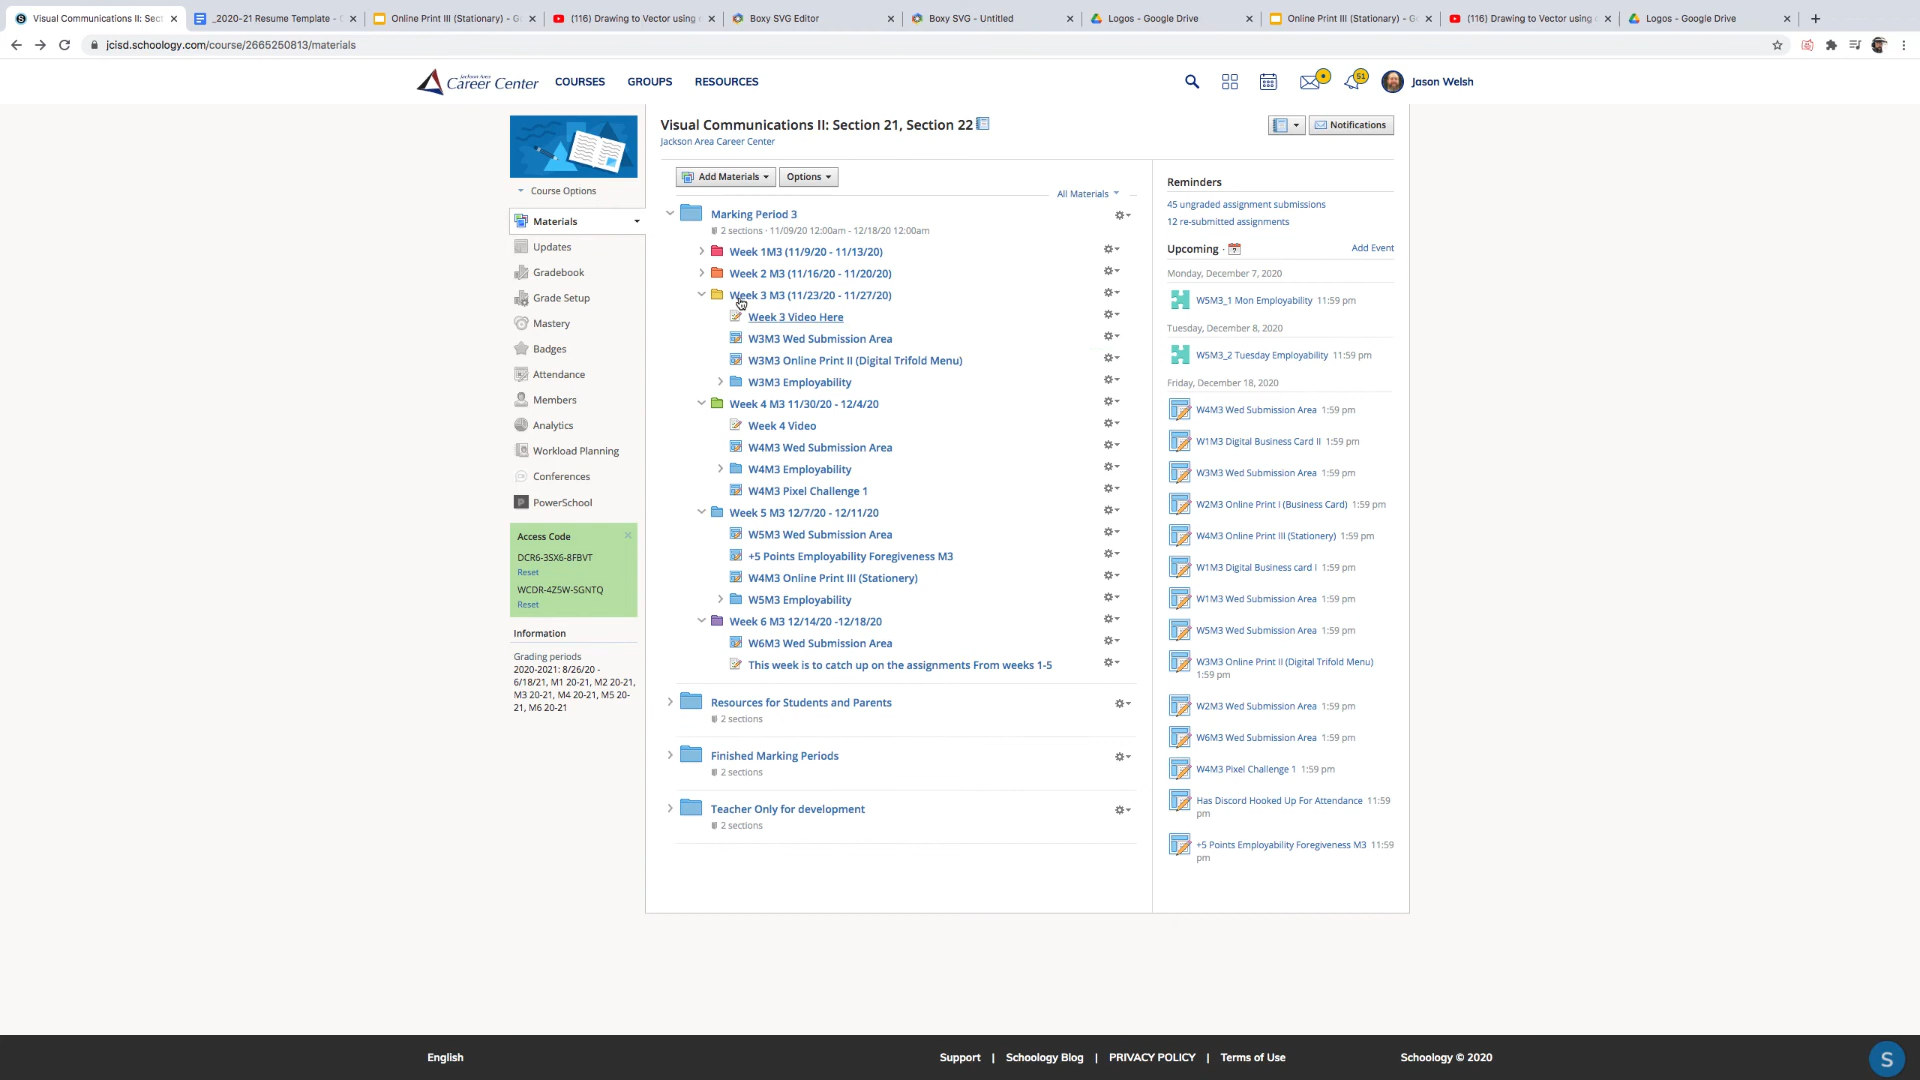 Visual Communications II: Sect
_2020-21 Resume Template - 
Online Print III (Stationary) - G
(116) Drawing to Vector using
Boxy SVG Editor
Boxy SVG - Untitled
Logos - Google Drive
Online Print III (Stationary) - G
(116) Drawing to Vector using
Logos - Google Drive
jcisd.schoology.com/course/2665250813/materials
Jackson Area
Career Center
COURSES
GROUPS
RESOURCES
51
Jason Welsh
Visual Communications II: Section 21, Section 22
Jackson Area Career Center
Notifications
Course Options
Materials
Updates
Gradebook
Grade Setup
Mastery
Badges
Attendance
Members
Analytics
Workload Planning
Conferences
PowerSchool
Access Code
DCR6-3SX6-8FBVT
Reset
WCDR-4Z5W-5GNTQ
Reset
Information
Grading periods
2020-2021: 8/26/20 -
6/18/21, M1 20-21, M2 20-21,
M3 20-21, M4 20-21, M5 20-
21, M6 20-21
Add Materials
Options
All Materials
Marking Period 3
2 sections · 11/09/20 12:00am - 12/18/20 12:00am
Week 1M3 (11/9/20 - 11/13/20)
Week 2 M3 (11/16/20 - 11/20/20)
Week 3 M3 (11/23/20 - 11/27/20)
Week 3 Video Here
W3M3 Wed Submission Area
W3M3 Online Print II (Digital Trifold Menu)
W3M3 Employability
Week 4 M3 11/30/20 - 12/4/20
Week 4 Video
W4M3 Wed Submission Area
W4M3 Employability
W4M3 Pixel Challenge 1
Week 5 M3 12/7/20 - 12/11/20
W5M3 Wed Submission Area
+5 Points Employability Foregiveness M3
W4M3 Online Print III (Stationery)
W5M3 Employability
Week 6 M3 12/14/20 -12/18/20
W6M3 Wed Submission Area
This week is to catch up on the assignments From weeks 1-5
Resources for Students and Parents
2 sections
Finished Marking Periods
2 sections
Teacher Only for development
2 sections
Reminders
45 ungraded assignment submissions
12 re-submitted assignments
Upcoming ·
Add Event
Monday, December 7, 2020
W5M3_1 Mon Employability 11:59 pm
Tuesday, December 8, 2020
W5M3_2 Tuesday Employability 11:59 pm
Friday, December 18, 2020
W4M3 Wed Submission Area 1:59 pm
W1M3 Digital Business Card II 1:59 pm
W3M3 Wed Submission Area 1:59 pm
W2M3 Online Print I (Business Card) 1:59 pm
W4M3 Online Print III (Stationery) 1:59 pm
W1M3 Digital Business card I 1:59 pm
W1M3 Wed Submission Area 1:59 pm
W5M3 Wed Submission Area 1:59 pm
W3M3 Online Print II (Digital Trifold Menu)
1:59 pm
W2M3 Wed Submission Area 1:59 pm
W6M3 Wed Submission Area 1:59 pm
W4M3 Pixel Challenge 1 1:59 pm
Has Discord Hooked Up For Attendance 11:59
pm
+5 Points Employability Foregiveness M3 11:59
pm
English
Support | Schoology Blog | PRIVACY POLICY | Terms of Use
Schoology © 2020
S